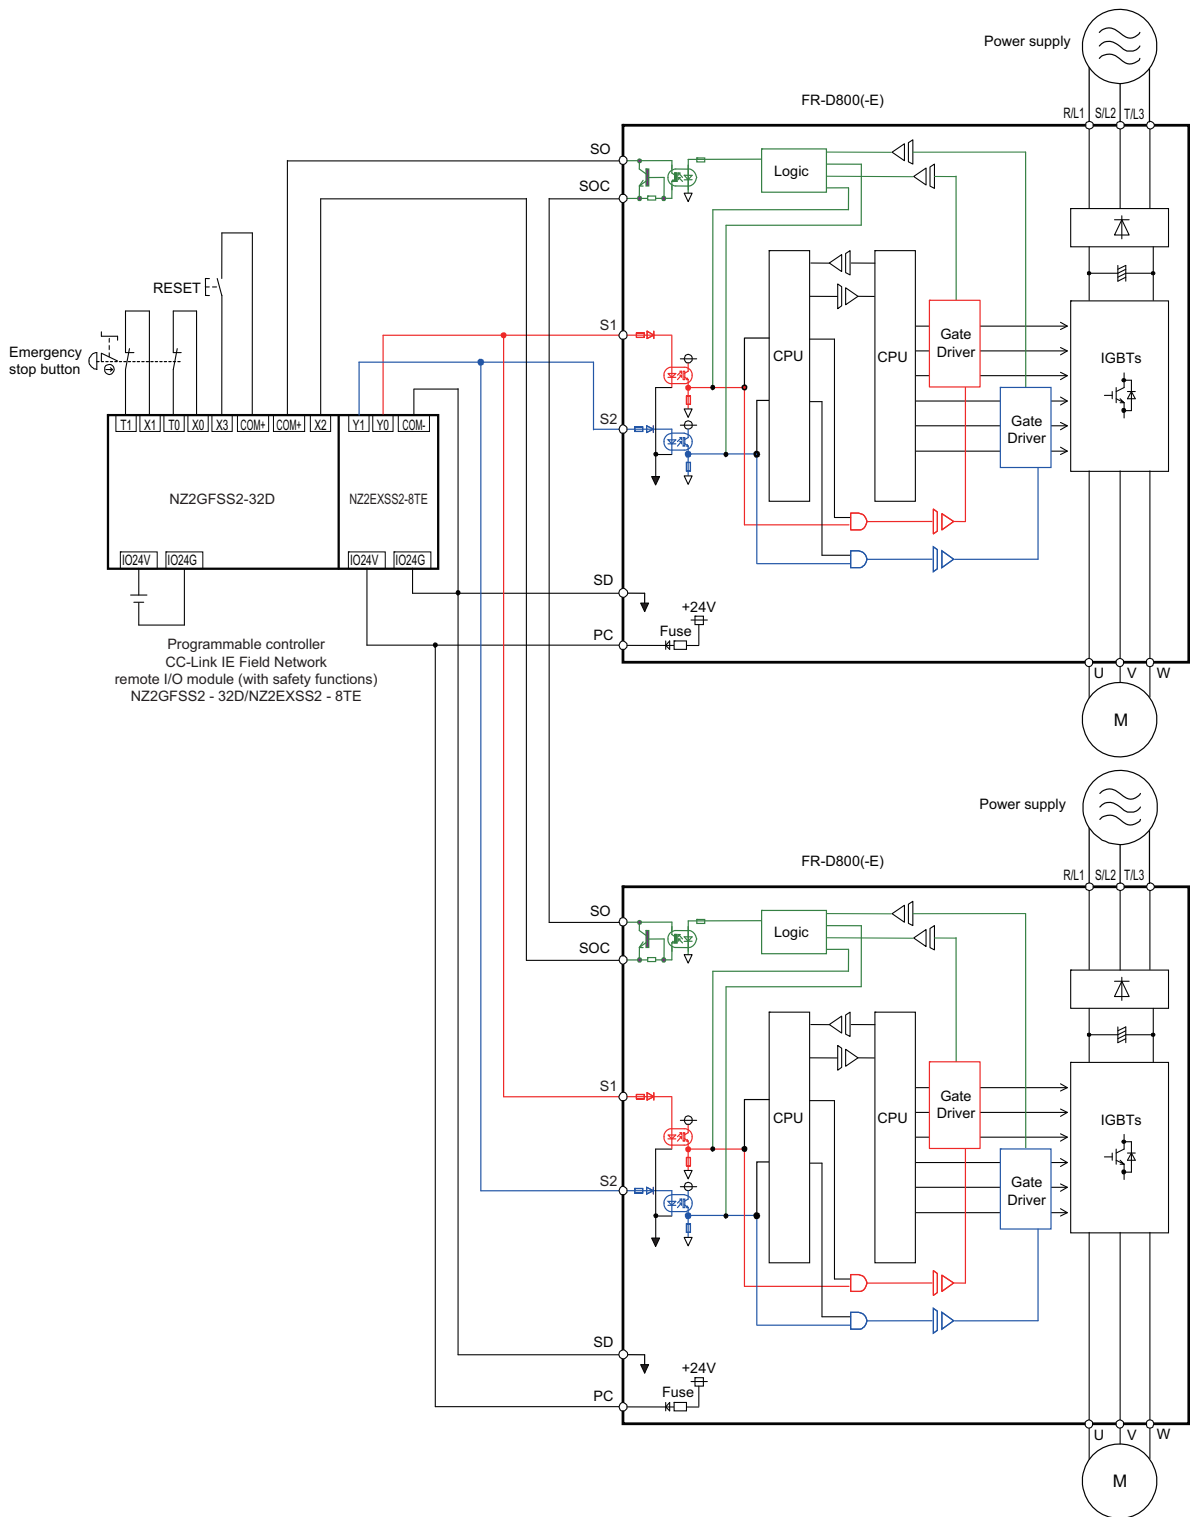 Power supply
FR-D800(-E)
R/L1 S/L2 T/L3
SO
Logic
SOC
RESET
S1
Gate
Driver
CPU
CPU
IGBTs
Emergency
stop button
Gate
Driver
S2
T1 X1 T0 X0 X3 COM+ COM+ X2 Y1 Y0 COM-
NZ2GFSS2-32D
NZ2EXSS2-8TE
IO24V IO24G IO24V IO24G
SD
+24V
Fuse
PC
Programmable controller
CC-Link IE Field Network
remote I/O module (with safety functions)
NZ2GFSS2 - 32D/NZ2EXSS2 - 8TE
U V W
M
Power supply
FR-D800(-E)
R/L1 S/L2 T/L3
SO
Logic
SOC
S1
Gate
Driver
CPU
CPU
IGBTs
S2
Gate
Driver
SD
+24V
Fuse
PC
U V W
M